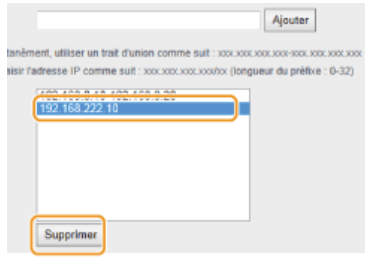 Ajouter
tanément, utiliser un trait d'union comme suit : xxx.xxx.xxx.xxx-xxx.xxx.xxx.xxx
aisir l'adresse IP comme suit : xxx.xxx.xxx.xxx/xx (longueur du préfixe : 0-32)
192.168.222.10
Supprimer